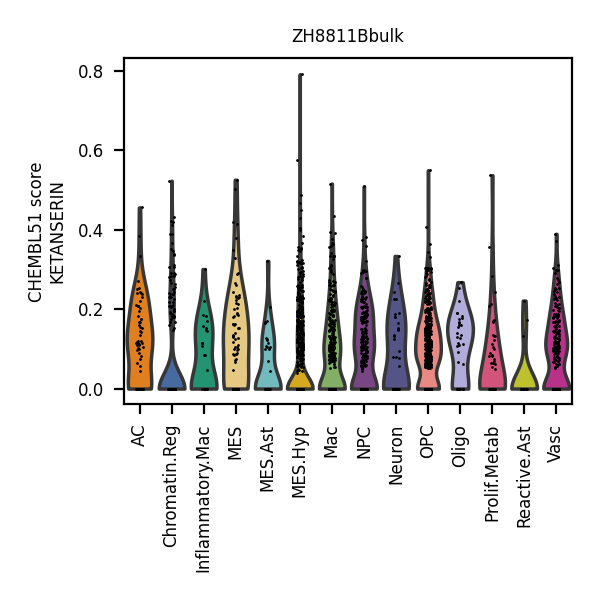 ZH8811Bbulk
CHEMBL51 score
KETANSERIN
0.8
0.6
0.4
0.2
0.0
AC
Chromatin.Reg
Inflammatory.Mac
MES
MES.Ast
MES.Hyp
Mac
NPC
Neuron
OPC
Oligo
Prolif.Metab
Reactive.Ast
Vasc